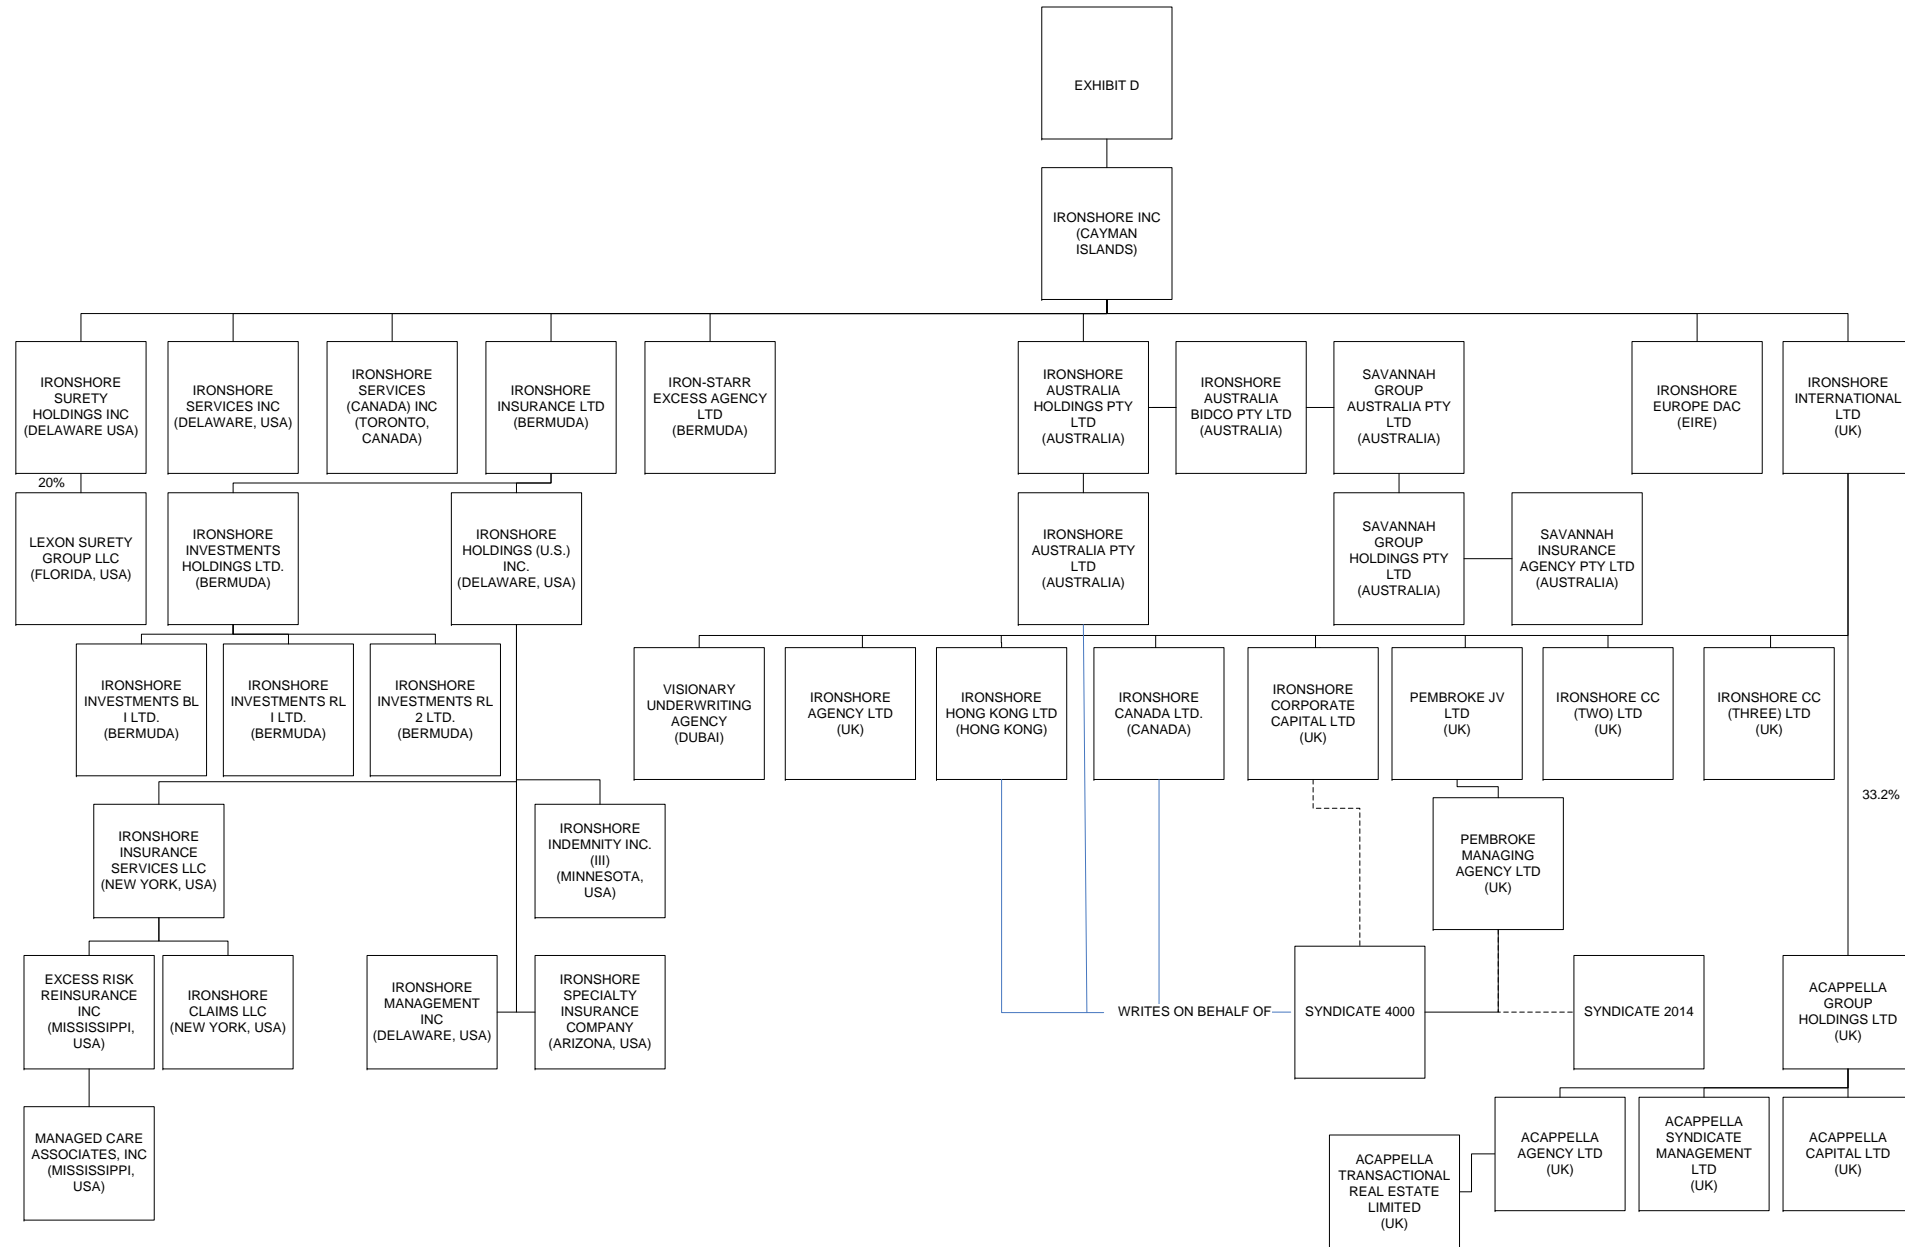 EXHIBIT D
IRONSHORE INC
(CAYMAN
ISLANDS)
IRONSHORE
SURETY
HOLDINGS INC
(DELAWARE USA)
IRONSHORE
SERVICES INC
(DELAWARE, USA)
IRONSHORE
SERVICES
(CANADA) INC
(TORONTO,
CANADA)
IRONSHORE
INSURANCE LTD
(BERMUDA)
IRON-STARR
EXCESS AGENCY
LTD
(BERMUDA)
IRONSHORE
AUSTRALIA
HOLDINGS PTY
LTD
(AUSTRALIA)
IRONSHORE
AUSTRALIA
BIDCO PTY LTD
(AUSTRALIA)
SAVANNAH
GROUP
AUSTRALIA PTY
LTD
(AUSTRALIA)
IRONSHORE
EUROPE DAC
(EIRE)
IRONSHORE
INTERNATIONAL
LTD
(UK)
20%
LEXON SURETY
GROUP LLC
(FLORIDA, USA)
IRONSHORE
INVESTMENTS
HOLDINGS LTD.
(BERMUDA)
IRONSHORE
HOLDINGS (U.S.)
INC.
(DELAWARE, USA)
IRONSHORE
AUSTRALIA PTY
LTD
(AUSTRALIA)
SAVANNAH
GROUP
HOLDINGS PTY
LTD
(AUSTRALIA)
SAVANNAH
INSURANCE
AGENCY PTY LTD
(AUSTRALIA)
IRONSHORE
INVESTMENTS BL
I LTD.
(BERMUDA)
IRONSHORE
INVESTMENTS RL
I LTD.
(BERMUDA)
IRONSHORE
INVESTMENTS RL
2 LTD.
(BERMUDA)
VISIONARY
UNDERWRITING
AGENCY
(DUBAI)
IRONSHORE
AGENCY LTD
(UK)
IRONSHORE
HONG KONG LTD
(HONG KONG)
IRONSHORE
CANADA LTD.
(CANADA)
IRONSHORE
CORPORATE
CAPITAL LTD
(UK)
PEMBROKE JV
LTD
(UK)
IRONSHORE CC
(TWO) LTD
(UK)
IRONSHORE CC
(THREE) LTD
(UK)
33.2%
IRONSHORE
INSURANCE
SERVICES LLC
(NEW YORK, USA)
IRONSHORE
INDEMNITY INC.
(III)
(MINNESOTA,
USA)
PEMBROKE
MANAGING
AGENCY LTD
(UK)
EXCESS RISK
REINSURANCE
INC
(MISSISSIPPI,
USA)
IRONSHORE
CLAIMS LLC
(NEW YORK, USA)
IRONSHORE
MANAGEMENT
INC
(DELAWARE, USA)
IRONSHORE
SPECIALTY
INSURANCE
COMPANY
(ARIZONA, USA)
WRITES ON BEHALF OF
SYNDICATE 4000
SYNDICATE 2014
ACAPPELLA
GROUP
HOLDINGS LTD
(UK)
MANAGED CARE
ASSOCIATES, INC
(MISSISSIPPI,
USA)
ACAPPELLA
TRANSACTIONAL
REAL ESTATE
LIMITED
(UK)
ACAPPELLA
AGENCY LTD
(UK)
ACAPPELLA
SYNDICATE
MANAGEMENT
LTD
(UK)
ACAPPELLA
CAPITAL LTD
(UK)